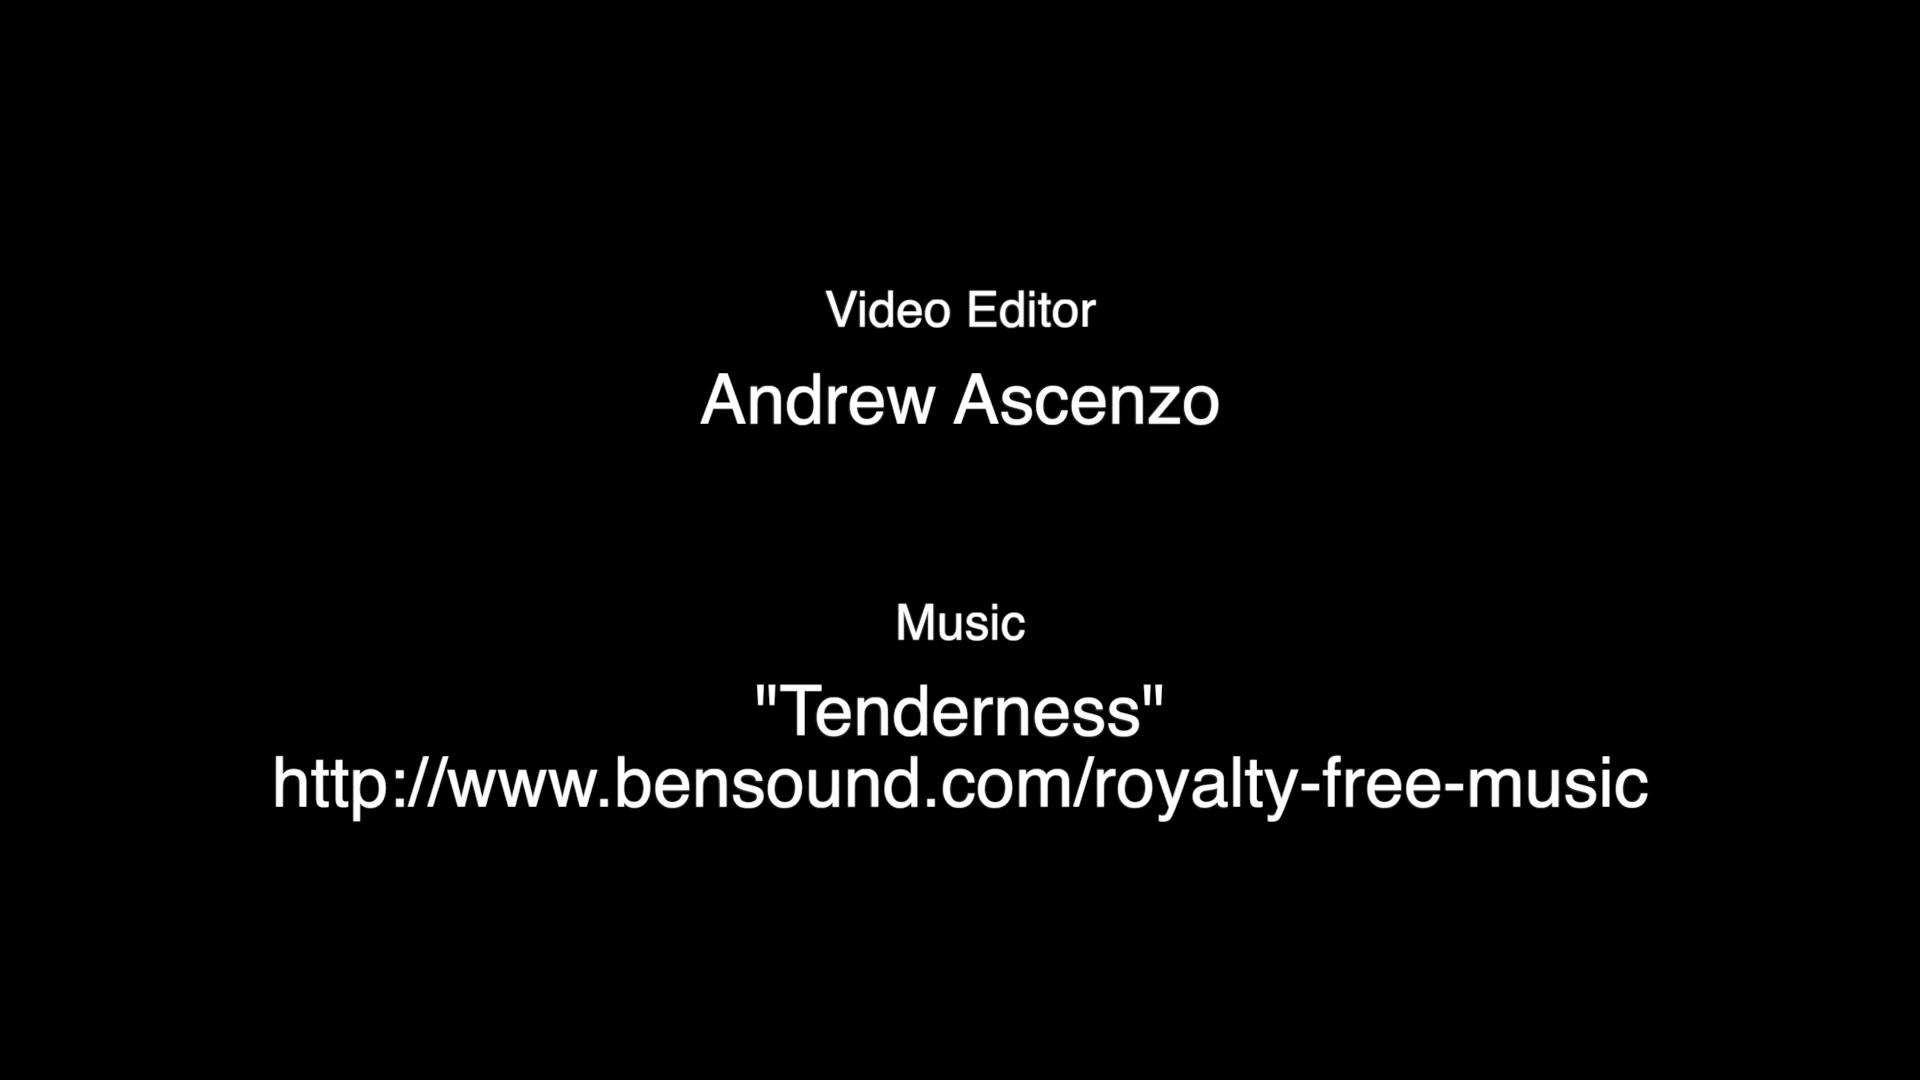 Video Editor
Andrew Ascenzo
Music
"Tenderness"
http://www.bensound.com/royalty-free-music